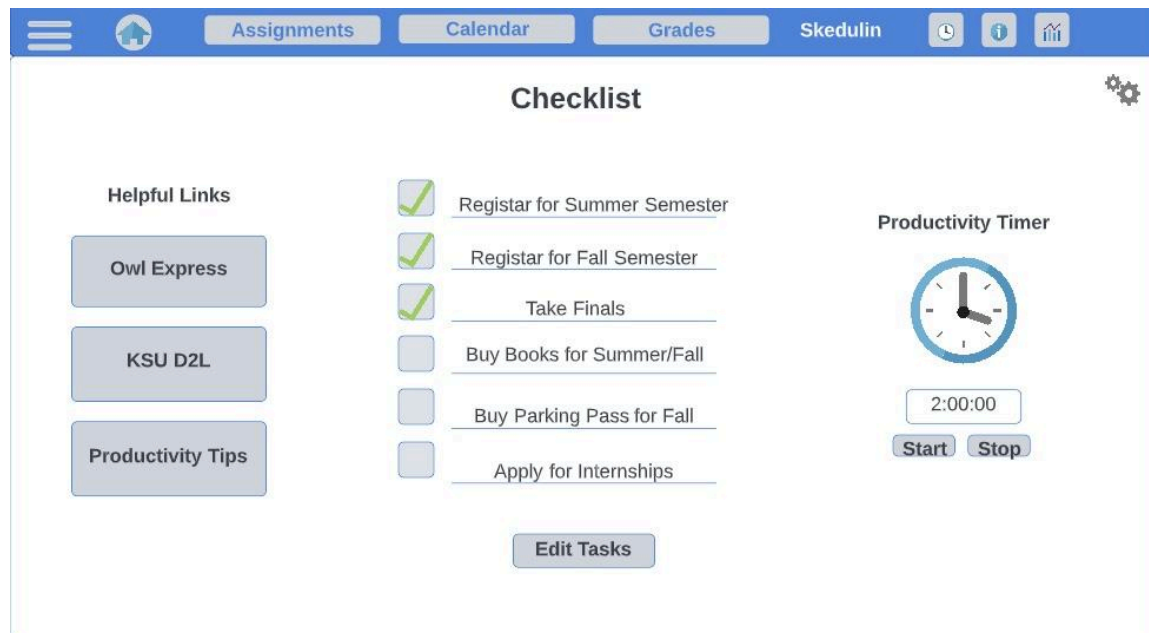 Assignments
Calendar
Grades
Skedulin
Checklist
Helpful Links
Owl Express
KSU D2L
Productivity Tips
Registar for Summer Semester
Registar for Fall Semester
Take Finals
Buy Books for Summer/Fall
Buy Parking Pass for Fall
Apply for Internships
Edit Tasks
Productivity Timer
2:00:00
Start
Stop